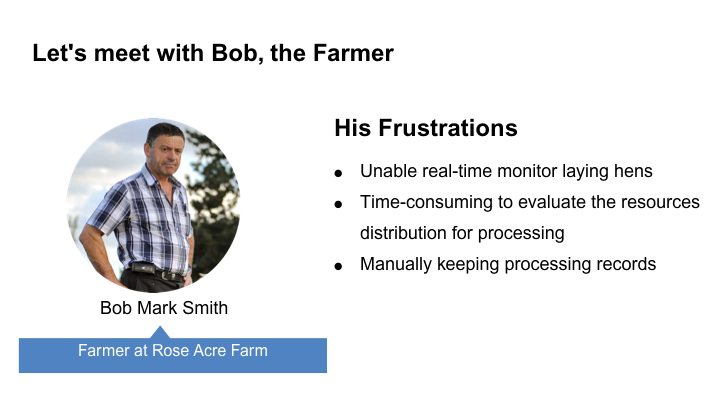 Let's meet with Bob, the Farmer
His Frustrations
● Unable real-time monitor laying hens
● Time-consuming to evaluate the resources
distribution for processing
● Manually keeping processing records
Bob Mark Smith
Farmer at Rose Acre Farm